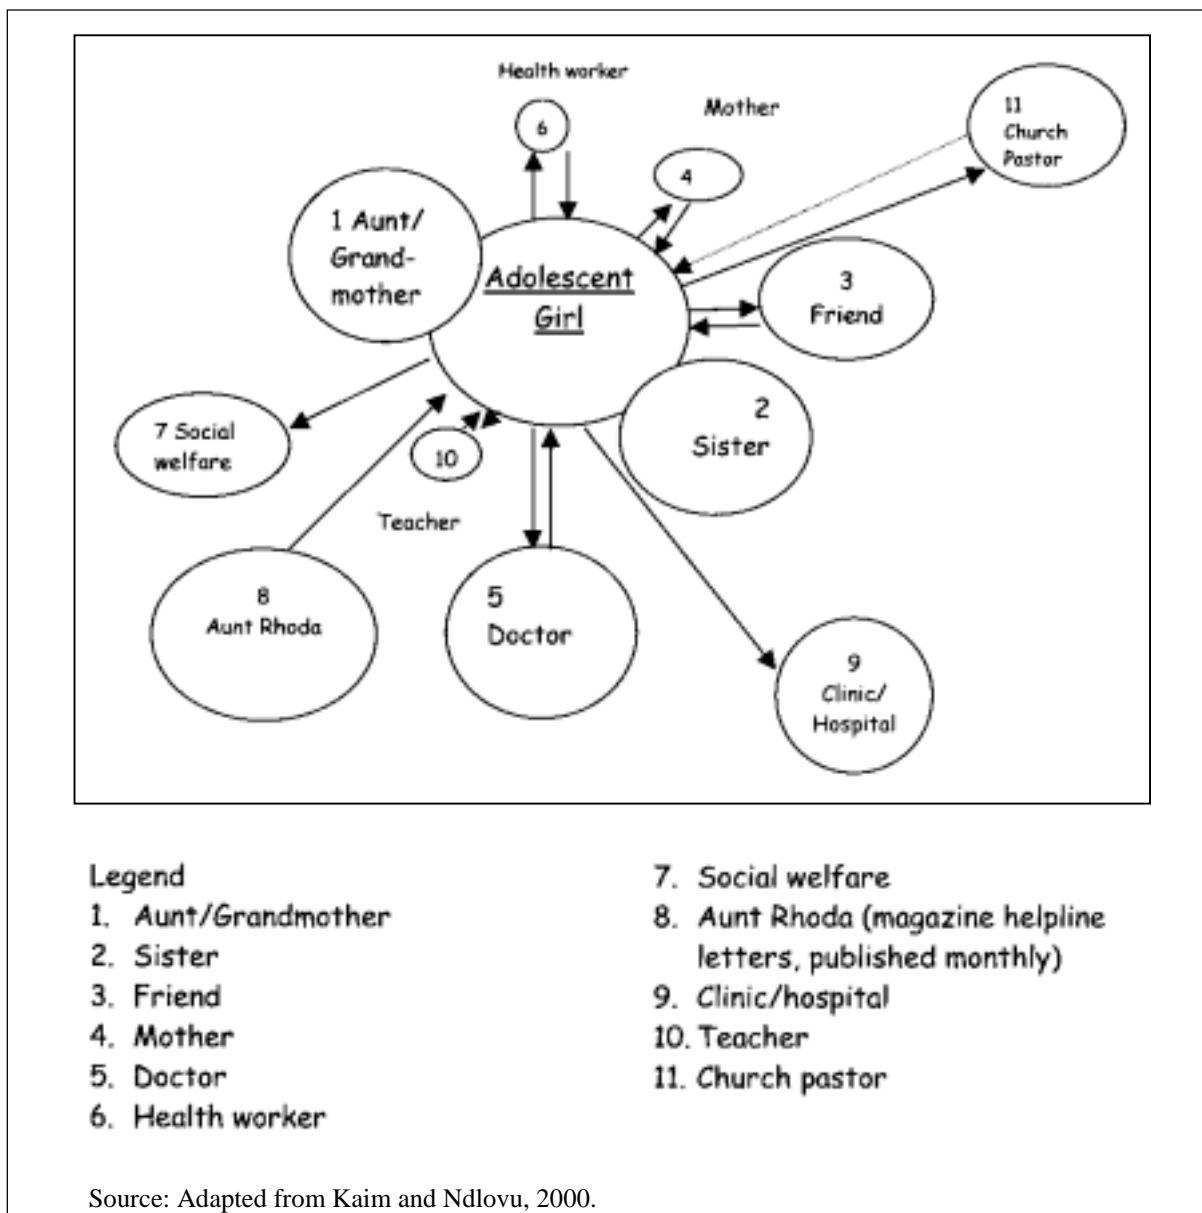 Health worker
6
Mother
4
11
Church
Pastor
1 Aunt/
Grand-
mother
Adolescent
Girl
3
Friend
2
Sister
7 Social
welfare
10
Teacher
8
Aunt Rhoda
5
Doctor
9
Clinic/
Hospital
Legend
1. Aunt/Grandmother
2. Sister
3. Friend
4. Mother
5. Doctor
6. Health worker
7. Social welfare
8. Aunt Rhoda (magazine helpline
letters, published monthly)
9. Clinic/hospital
10. Teacher
11. Church pastor
Source: Adapted from Kaim and Ndlovu, 2000.